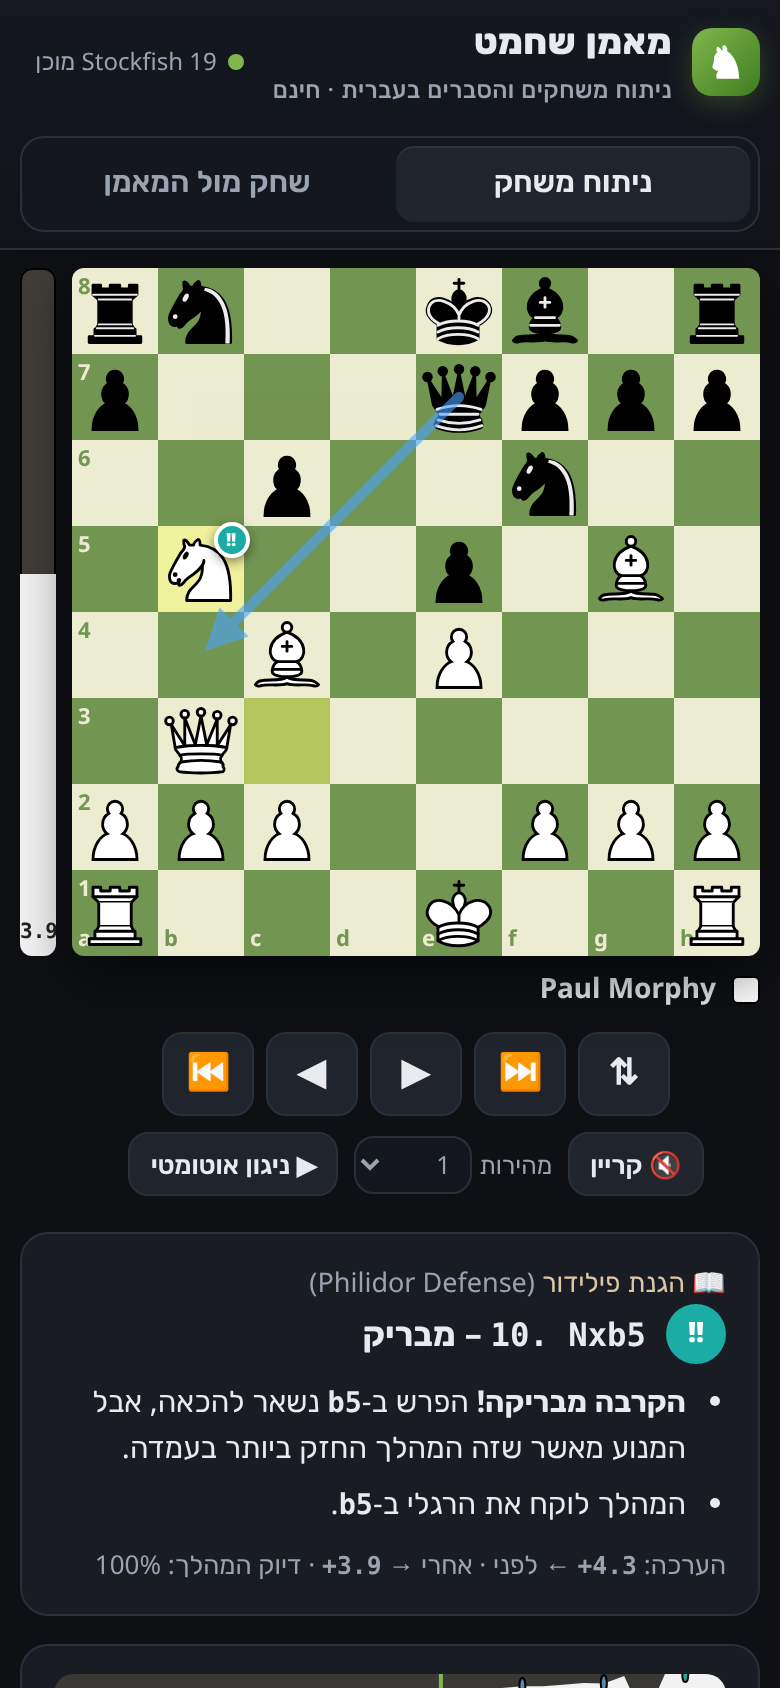 מאמן שחמט
ניתוח משחקים והסברים בעברית · חינם
Stockfish 19 מוכן
ניתוח משחק
שחק מול המאמן
8
7
6
5
!!
4
3
2
1
a b c d e f g h
3.9
Paul Morphy
קריין
מהירות
1
ניגון אוטומטי
הגנת פילידור (Philidor Defense)
!!
10. Nxb5 – מבריק
• הקרבה מבריקה! הפרש ב-b5 נשאר להכאה, אבל
המנוע מאשר שזה המהלך החזק ביותר בעמדה.
• המהלך לוקח את הרגלי ב-b5.
הערכה: +4.3 ← לפני · אחרי → +3.9 · דיוק המהלך: 100%